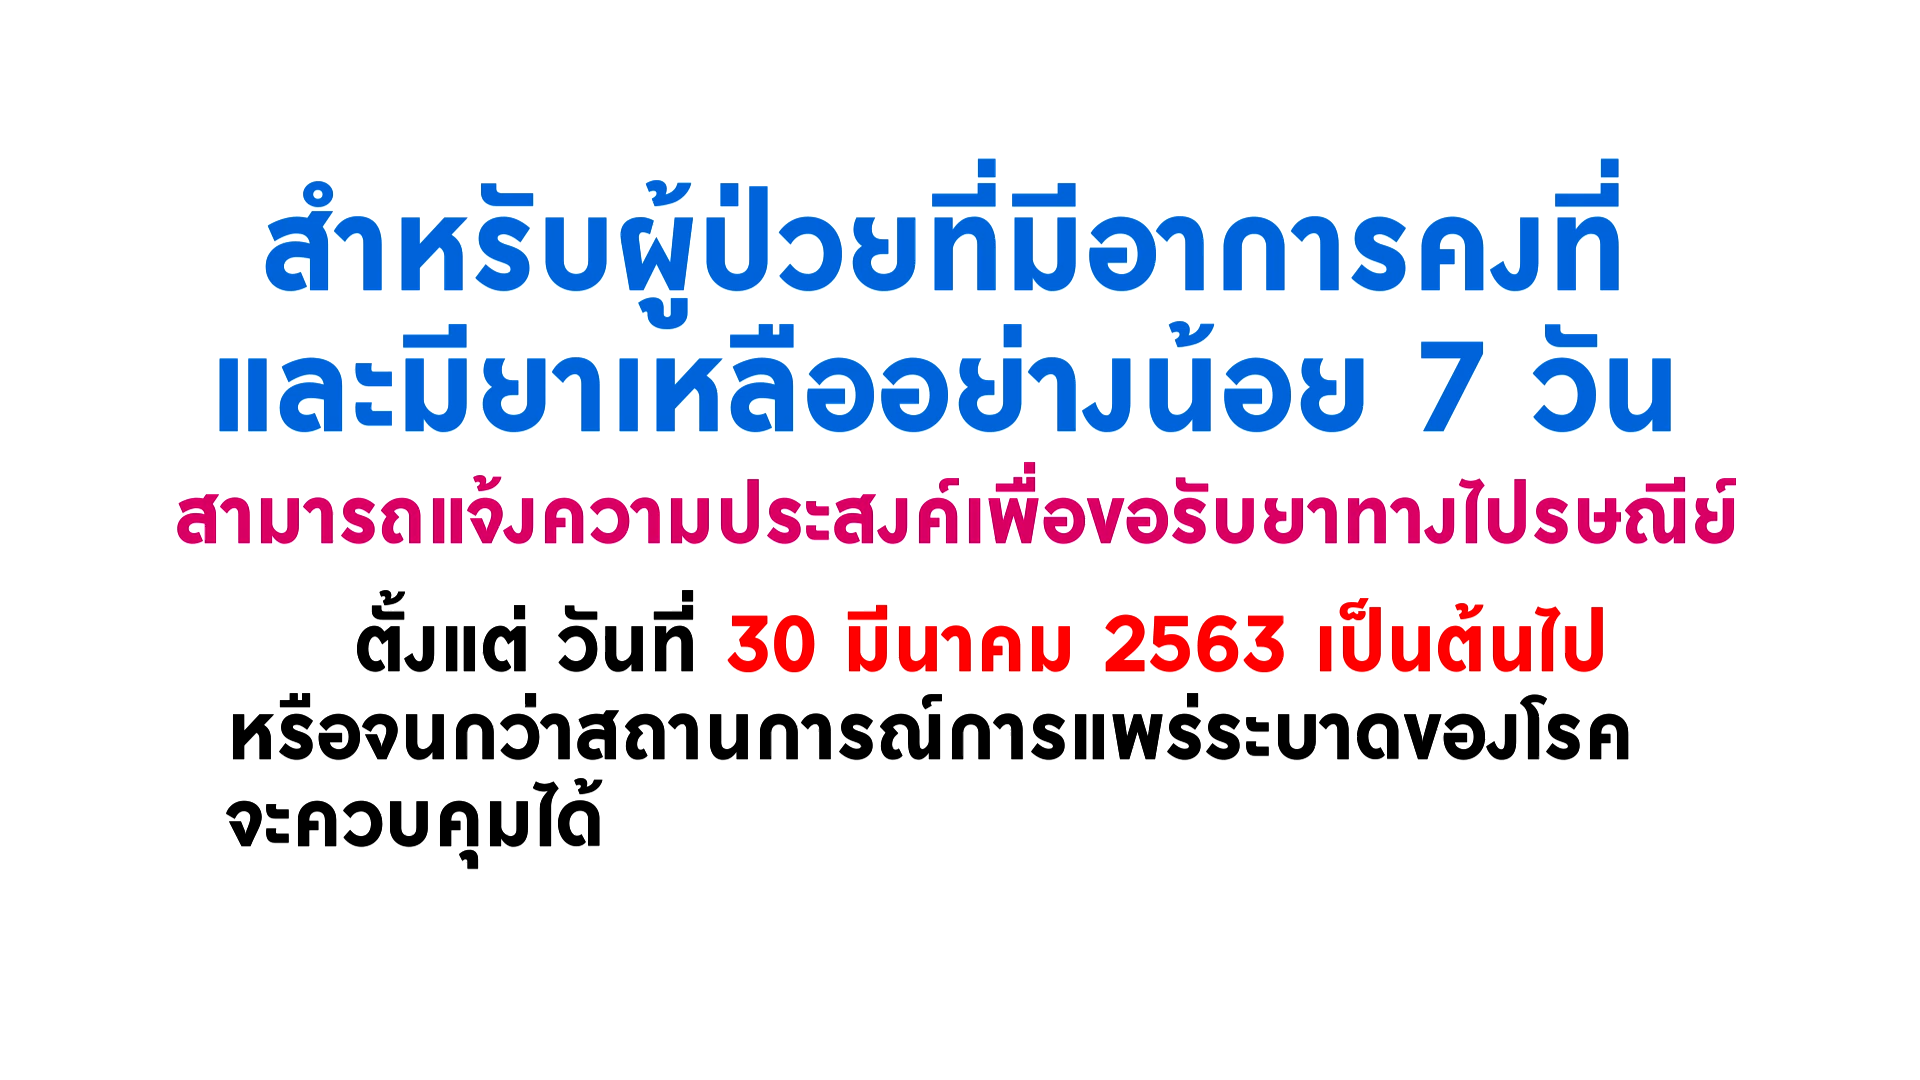 สำหรับผู้ป่วยที่มีอาการคงที่
และมียาเหลืออย่างน้อย 7 วัน
สามารถแจ้งความประสงค์เพื่อขอรับยาทางไปรษณีย์
ตั้งแต่ วันที่ 30 มีนาคม 2563 เป็นต้นไป
หรือจนกว่าสถานการณ์การแพร่ระบาดของโรค
จะควบคุมได้